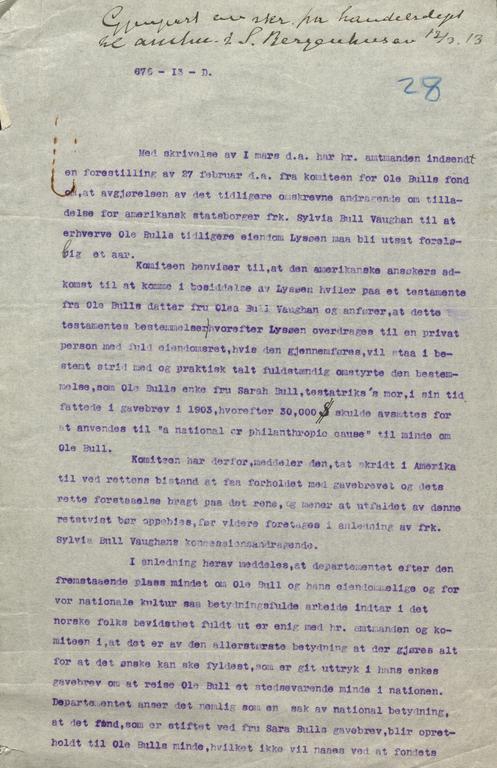 Gjenpart av skr. fra handelsdept
til amtm. i S. Bergenhusamt 12/3. 13
676 - I3 - D.
28
Med skrivelse av I mars d.a. har hr. amtmanden indsendt
en forestilling av 27 februar d.a. fra komiteen for Ole Bulls fond
om,at avgjørelsen av det tidligere omskrevne andragende om tilla-
delse for amerikansk statsborger frk. Sylvia Bull Vaughan til at
erhverve Ole Bulls tidligere eiendom Lysøen maa bli utsat foreløb-
big et aar.
Komiteen henviser til,at den amerikanske ansøkers ad-
komst til at komme i besiddelse av Lysøen hviler paa et testamente
fra Ole Bulls datter fru Olea Bull Vaughan og anfører,at dette
testamentes bestemmelsen,hvorefter Lysøen overdrages til en privat
person med fuld eiendomsret,hvis den gjennemføres,vil staa i be-
stemt strid med og praktisk talt fuldstændig omstyrte den bestem-
melse,som Ole Bulls enke fru Sarah Bull,testatriks's mor,i sin tid
fattede i gavebrev i 1903,hvorefter 30,000 $ skulde avsættes for
at anvendes til "a national or philanthropic cause" til minde om
Ole Bull.
Komiteen har derfor,meddeler den,tat skridt i Amerika
til ved rettens bistand at faa forholdet med gavebrevet og dets
rette forstaaelse bragt paa det rene,og mener at utfaldet av denne
retstvist bør oppebies,før videre foretages i anledning av frk.
Sylvia Bull Vaughans konsessionsandragende.
I anledning herav meddeles,at departementet efter den
fremstaaende plass mindet om Ole Bull og hans eiendommelige og for
vor nationale kultur saa betydningsfulde arbeide indtar i det
norske folks bevidsthet fuldt ut er enig med hr. amtmanden og ko-
miteen i,at det er av den allerstørste betydning at der gjøres alt
for at det ønske kan ske fyldest,som er git uttryk i hans enkes
gavebrev om at reise Ole Bull et stedsevarende minde i nationen.
Departementet anser det nemlig som en sak av national betydning,
at det fond,som er stiftet ved fru Sara Bulls gavebrev,blir opret-
holdt til Ole Bulls minde,hvilket ikke vil naaes ved at fondets